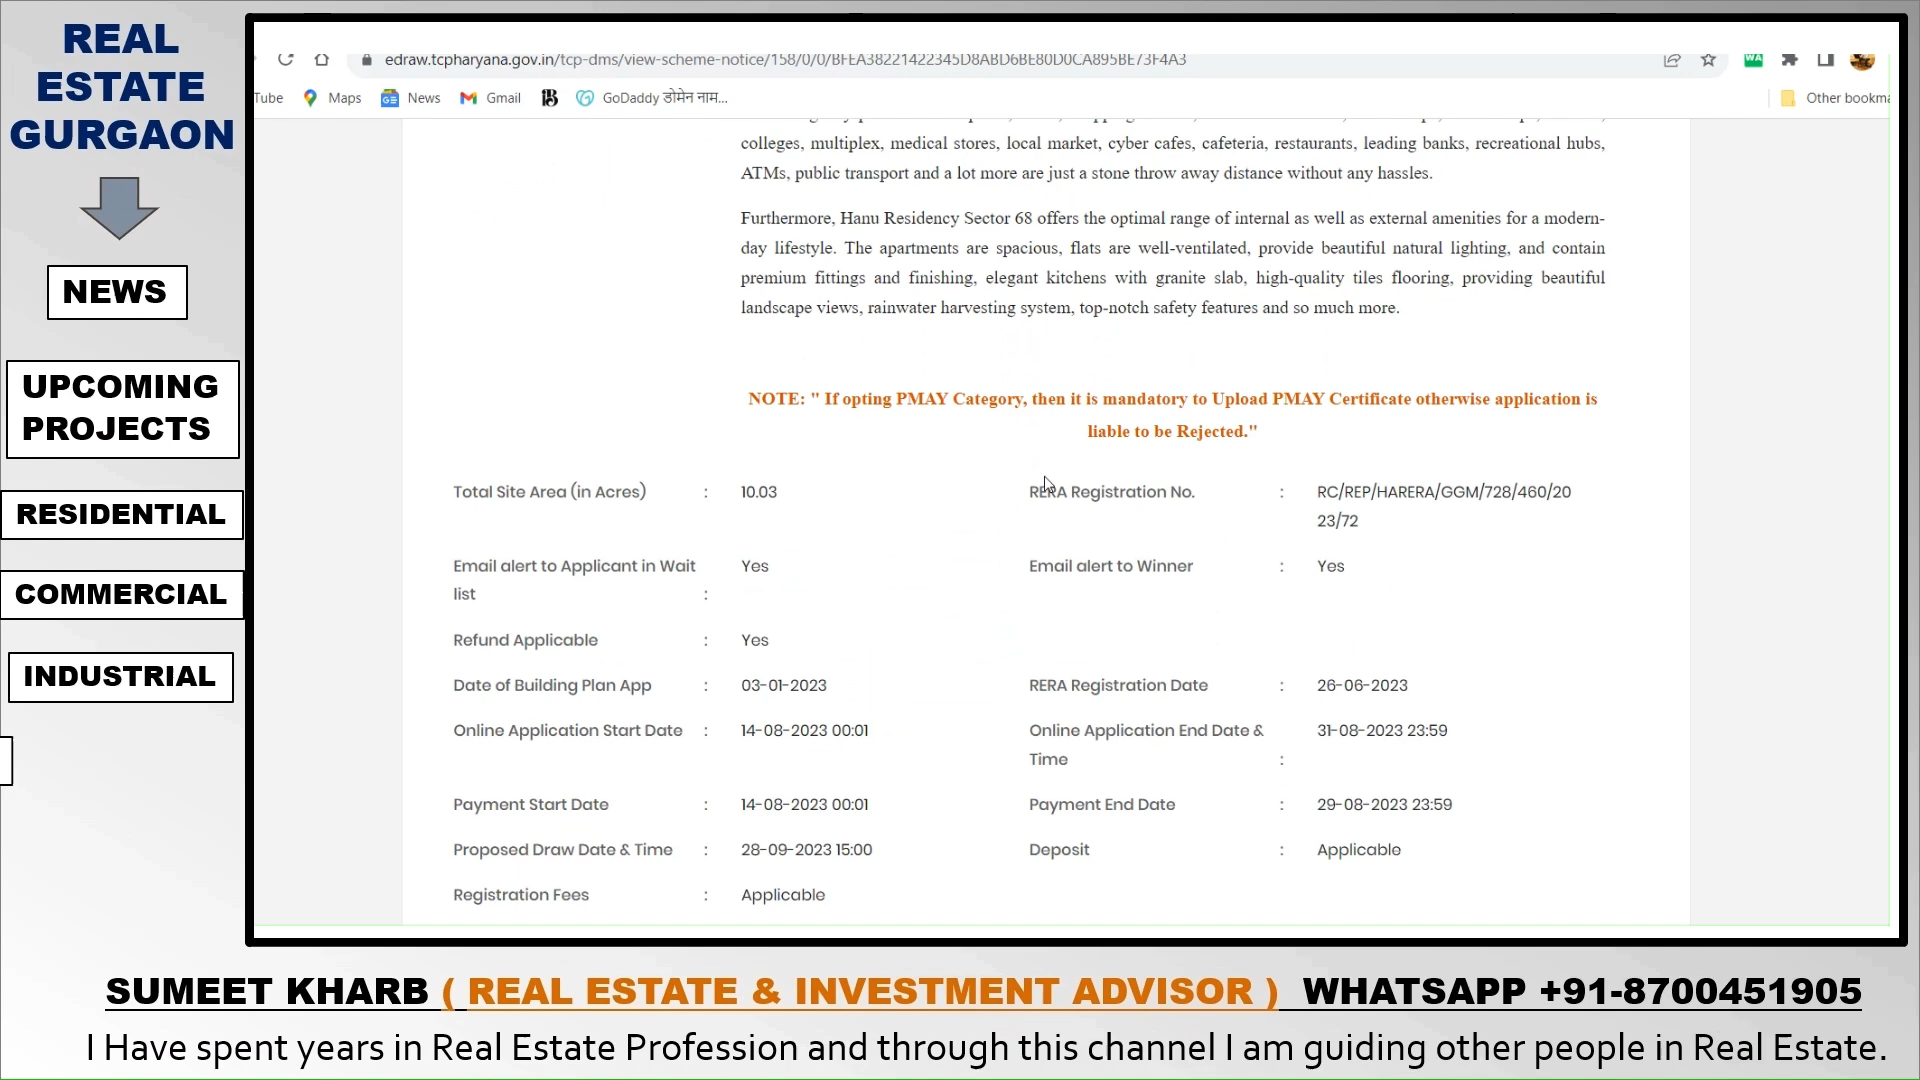 REAL
ESTATE
GURGAON
NEWS
UPCOMING
PROJECTS
RESIDENTIAL
COMMERCIAL
INDUSTRIAL
edraw.tcpharyana.gov.in/tcp-dms/view-scheme-notice/158/0/0/BFEA38221422345D8ABD6BE80D0CA895BE73F4A3
Tube Maps News Gmail GoDaddy डोमेन नाम... Other bookma
colleges, multiplex, medical stores, local market, cyber cafes, cafeteria, restaurants, leading banks, recreational hubs,
ATMs, public transport and a lot more are just a stone throw away distance without any hassles.
Furthermore, Hanu Residency Sector 68 offers the optimal range of internal as well as external amenities for a modern-
day lifestyle. The apartments are spacious, flats are well-ventilated, provide beautiful natural lighting, and contain
premium fittings and finishing, elegant kitchens with granite slab, high-quality tiles flooring, providing beautiful
landscape views, rainwater harvesting system, top-notch safety features and so much more.
NOTE: " If opting PMAY Category, then it is mandatory to Upload PMAY Certificate otherwise application is
liable to be Rejected."
Total Site Area (in Acres) : 10.03 RERA Registration No. : RC/REP/HARERA/GGM/728/460/20
23/72
Email alert to Applicant in Wait Yes Email alert to Winner : Yes
list :
Refund Applicable : Yes
Date of Building Plan App : 03-01-2023 RERA Registration Date : 26-06-2023
Online Application Start Date : 14-08-2023 00:01 Online Application End Date & 31-08-2023 23:59
Time :
Payment Start Date : 14-08-2023 00:01 Payment End Date : 29-08-2023 23:59
Proposed Draw Date & Time : 28-09-2023 15:00 Deposit : Applicable
Registration Fees : Applicable
SUMEET KHARB ( REAL ESTATE & INVESTMENT ADVISOR ) WHATSAPP +91-8700451905
I Have spent years in Real Estate Profession and through this channel I am guiding other people in Real Estate.